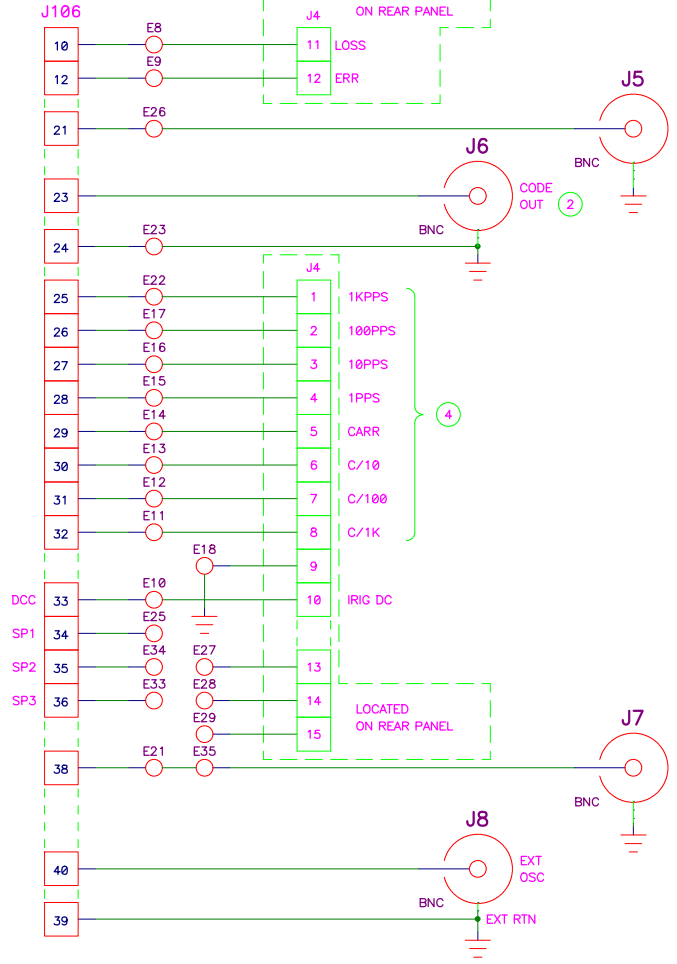 ON REAR PANEL
J106
J4
10 E8 11 LOSS
12 E9 12 ERR
J5
21 E26
BNC
J6
23 CODE
OUT 2
BNC
24 E23
J4
25 E22 1 1KPPS
26 E17 2 100PPS
27 E16 3 10PPS
28 E15 4 1PPS
29 E14 5 CARR
4
30 E13 6 C/10
31 E12 7 C/100
32 E11 8 C/1K
E18 9
DCC 33 E10 10 IRIG DC
SP1 34 E25
SP2 35 E34 E27 13
SP3 36 E33 E28 14
LOCATED
ON REAR PANEL
E29 15
J7
38 E21 E35
BNC
J8
40 EXT
OSC
BNC
39 EXT RTN